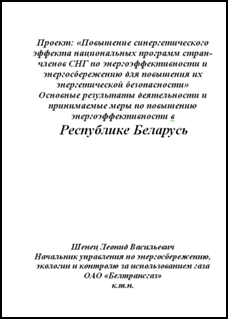 Проект: «Повышение синергетического
эффекта национальных программ стран-
членов СНГ по энергоэффективности и
энергосбережению для повышения их
энергетической безопасности»
Основные результаты деятельности и
принимаемые меры по повышению
энергоэффективности в
Республике Беларусь
Шенец Леонид Васильевич
Начальник управления по энергосбережению,
экологии и контролю за использованием газа
ОАО «Белтрансгаз»
к.т.н.